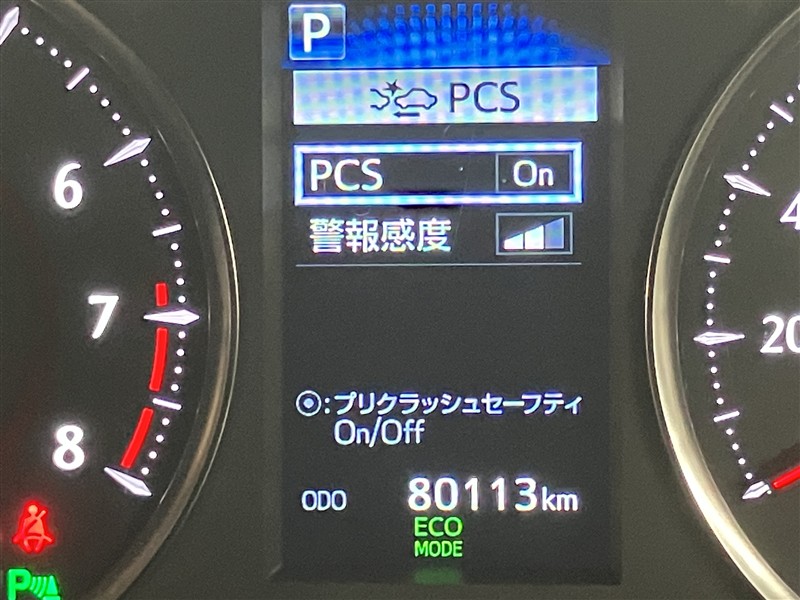 P
PCS
PCS On
警報感度
◉:プリクラッシュセーフティ
On/Off
ODO 80113km
ECO
MODE
6
7
8
4
20
P